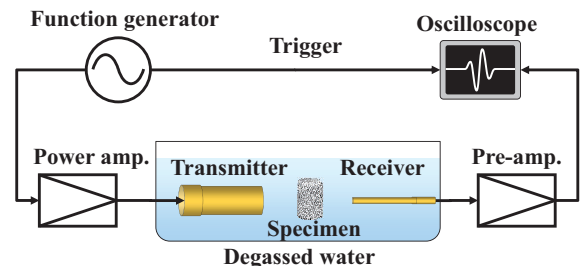 Function generator
Oscilloscope
Trigger
Power amp.
Transmitter
Receiver
Pre-amp.
Specimen
Degassed water